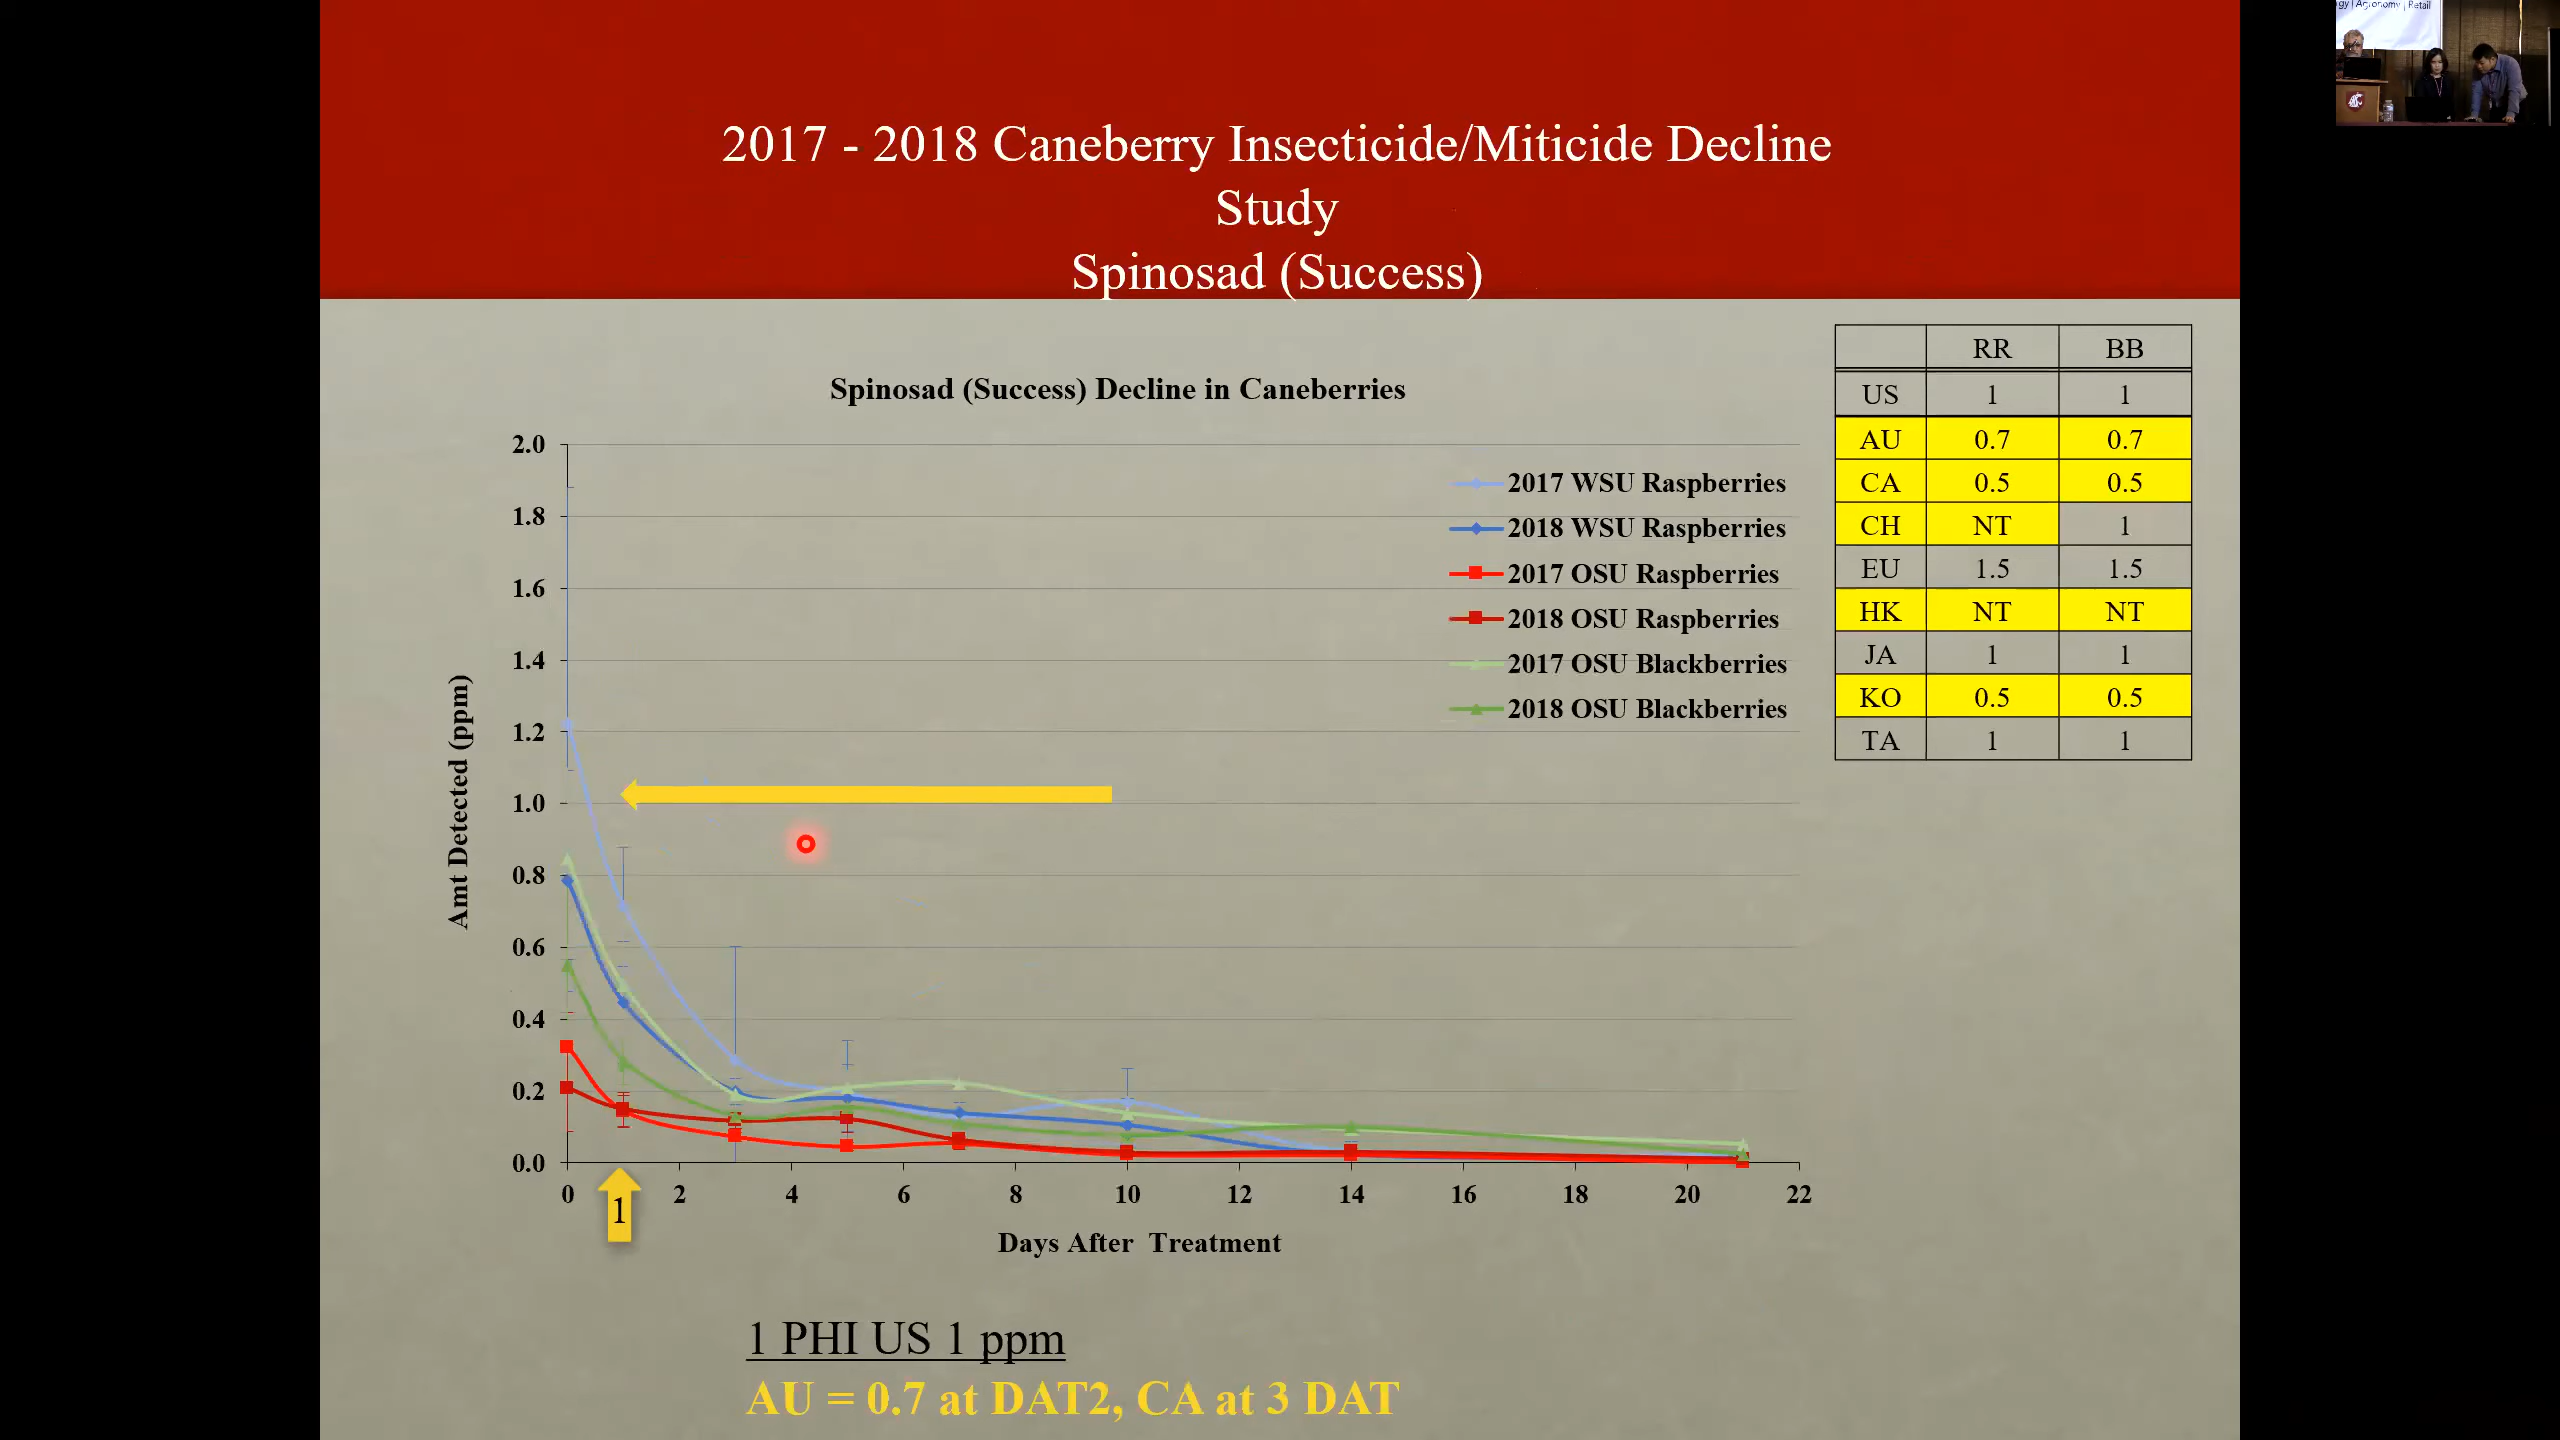 gy | Agronomy | Retail
2017 - 2018 Caneberry Insecticide/Miticide Decline
Study
Spinosad (Success)
RR BB
US 1 1
AU 0.7 0.7
CA 0.5 0.5
CH NT 1
EU 1.5 1.5
HK NT NT
JA 1 1
KO 0.5 0.5
TA 1 1
Spinosad (Success) Decline in Caneberries
Amt Detected (ppm)
2.0
1.8
1.6
1.4
1.2
1.0
0.8
0.6
0.4
0.2
0.0
2017 WSU Raspberries
2018 WSU Raspberries
2017 OSU Raspberries
2018 OSU Raspberries
2017 OSU Blackberries
2018 OSU Blackberries
0 2 4 6 8 10 12 14 16 18 20 22
1
Days After Treatment
1 PHI US 1 ppm
AU = 0.7 at DAT2, CA at 3 DAT